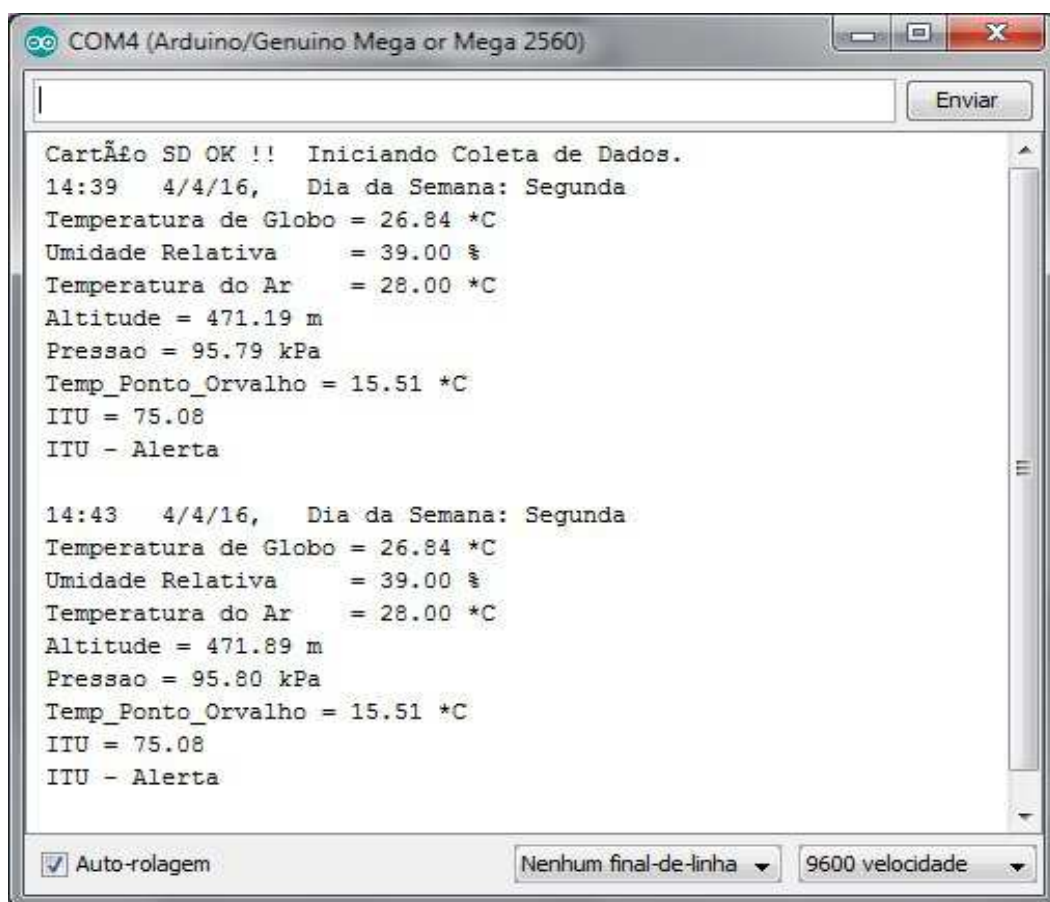 COM4 (Arduino/Genuino Mega or Mega 2560)
Enviar
CartÃ£o SD OK !!  Iniciando Coleta de Dados.
14:39   4/4/16,   Dia da Semana: Segunda
Temperatura de Globo = 26.84 *C
Umidade Relativa     = 39.00 %
Temperatura do Ar    = 28.00 *C
Altitude = 471.19 m
Pressao = 95.79 kPa
Temp_Ponto_Orvalho = 15.51 *C
ITU = 75.08
ITU - Alerta
14:43   4/4/16,   Dia da Semana: Segunda
Temperatura de Globo = 26.84 *C
Umidade Relativa     = 39.00 %
Temperatura do Ar    = 28.00 *C
Altitude = 471.89 m
Pressao = 95.80 kPa
Temp_Ponto_Orvalho = 15.51 *C
ITU = 75.08
ITU - Alerta
Auto-rolagem
Nenhum final-de-linha
9600 velocidade